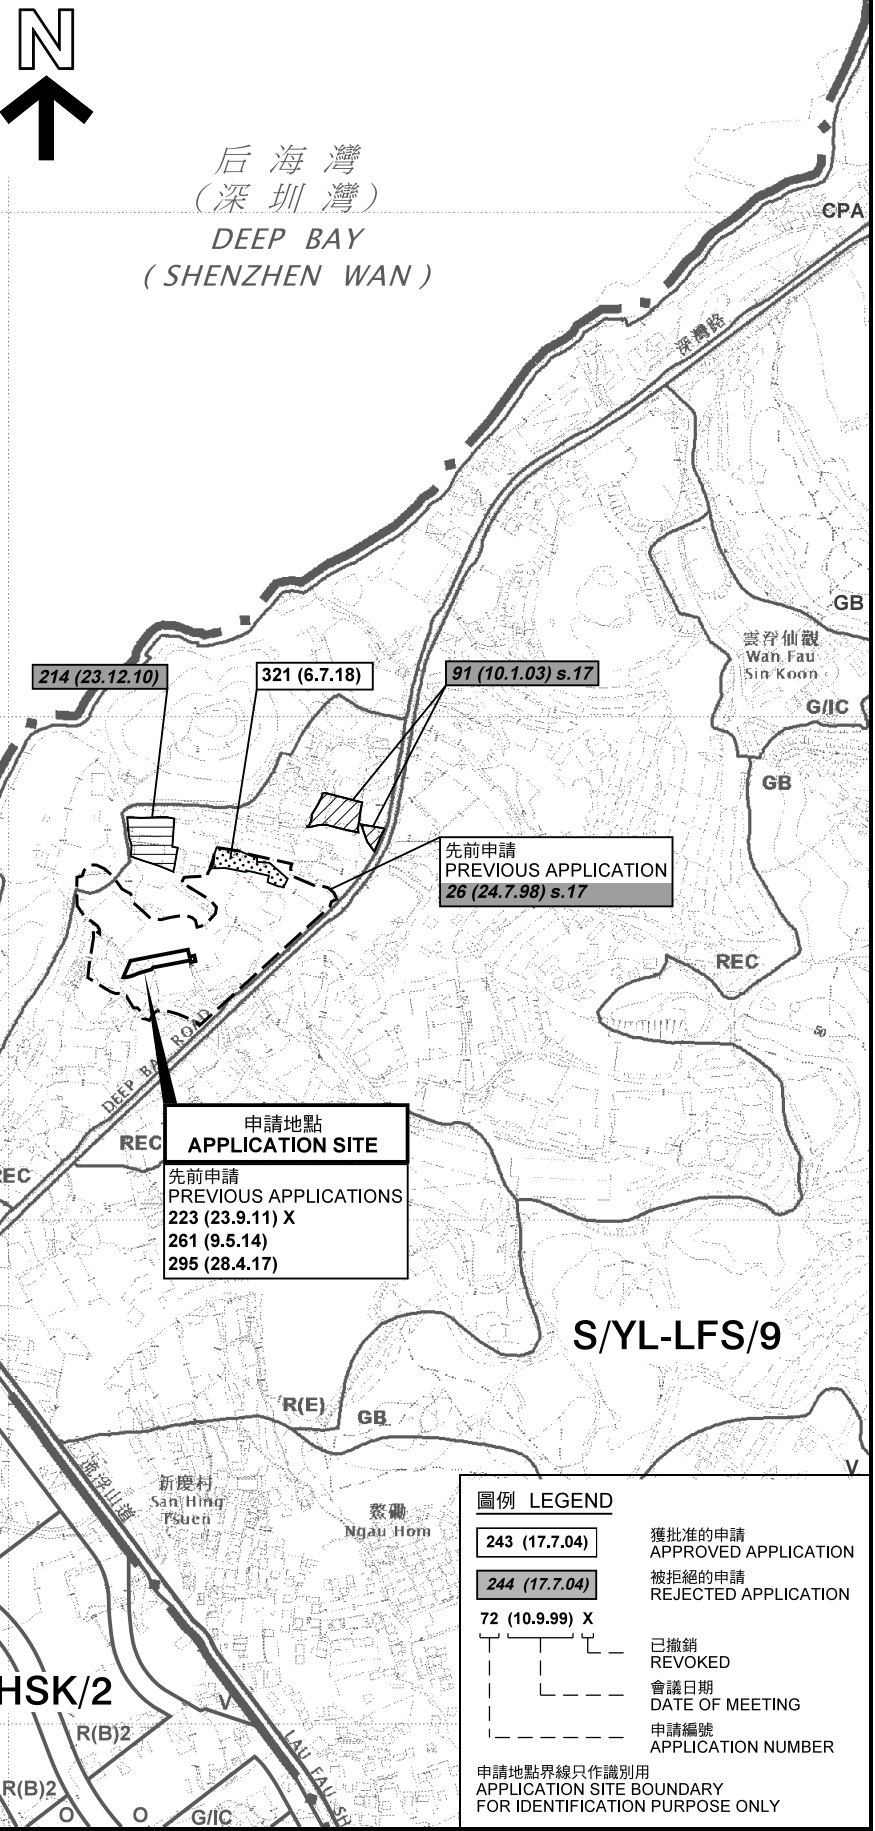 N
后海灣
(深圳灣)
DEEP BAY
(SHENZHEN WAN)
CPA
深灣路
GB
雲浮仙觀
Wan Fau
Sin Koon
G/IC
GB
214 (23.12.10)
321 (6.7.18)
91 (10.1.03) s.17
先前申請
PREVIOUS APPLICATION
26 (24.7.98) s.17
REC
50
DEEP BAY ROAD
REC
REC
申請地點
APPLICATION SITE
先前申請
PREVIOUS APPLICATIONS
223 (23.9.11) X
261 (9.5.14)
295 (28.4.17)
S/YL-LFS/9
R(E)
GB
V
流浮山道
新慶村
San Hing
Tsuen
鰲磡
Ngau Hom
HSK/2
V
R(B)2
R(B)2
O
O
G/IC
LAU FAU SH
圖例 LEGEND
243 (17.7.04)
獲批准的申請
APPROVED APPLICATION
244 (17.7.04)
被拒絕的申請
REJECTED APPLICATION
72 (10.9.99) X
已撤銷
REVOKED
會議日期
DATE OF MEETING
申請編號
APPLICATION NUMBER
申請地點界線只作識別用
APPLICATION SITE BOUNDARY
FOR IDENTIFICATION PURPOSE ONLY